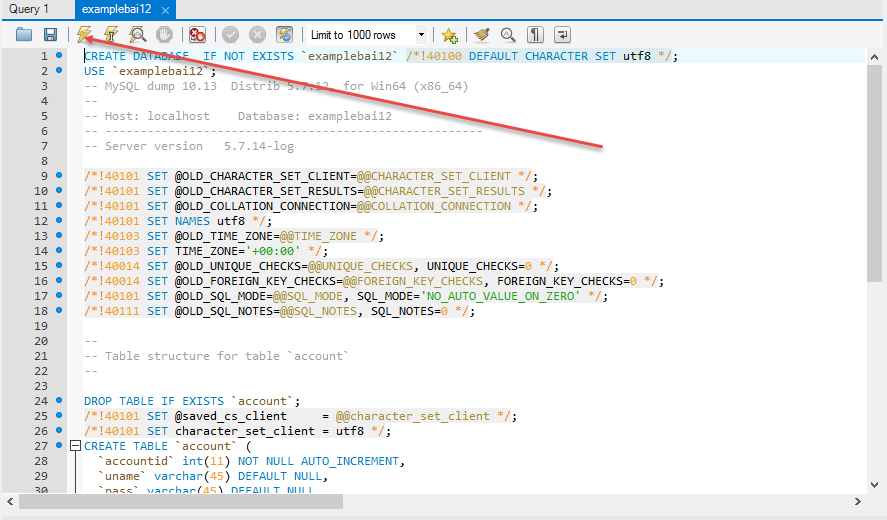 Query 1
examplebai12
Limit to 1000 rows
1 CREATE DATABASE  IF NOT EXISTS `examplebai12` /*!40100 DEFAULT CHARACTER SET utf8 */;
2 USE `examplebai12`;
3 -- MySQL dump 10.13  Distrib 5.7.12, for Win64 (x86_64)
4 --
5 -- Host: localhost    Database: examplebai12
6 -- ------------------------------------------------------
7 -- Server version   5.7.14-log
8
9 /*!40101 SET @OLD_CHARACTER_SET_CLIENT=@@CHARACTER_SET_CLIENT */;
10 /*!40101 SET @OLD_CHARACTER_SET_RESULTS=@@CHARACTER_SET_RESULTS */;
11 /*!40101 SET @OLD_COLLATION_CONNECTION=@@COLLATION_CONNECTION */;
12 /*!40101 SET NAMES utf8 */;
13 /*!40103 SET @OLD_TIME_ZONE=@@TIME_ZONE */;
14 /*!40103 SET TIME_ZONE='+00:00' */;
15 /*!40014 SET @OLD_UNIQUE_CHECKS=@@UNIQUE_CHECKS, UNIQUE_CHECKS=0 */;
16 /*!40014 SET @OLD_FOREIGN_KEY_CHECKS=@@FOREIGN_KEY_CHECKS, FOREIGN_KEY_CHECKS=0 */;
17 /*!40101 SET @OLD_SQL_MODE=@@SQL_MODE, SQL_MODE='NO_AUTO_VALUE_ON_ZERO' */;
18 /*!40111 SET @OLD_SQL_NOTES=@@SQL_NOTES, SQL_NOTES=0 */;
19
20 --
21 -- Table structure for table `account`
22 --
23
24 DROP TABLE IF EXISTS `account`;
25 /*!40101 SET @saved_cs_client     = @@character_set_client */;
26 /*!40101 SET character_set_client = utf8 */;
27 CREATE TABLE `account` (
28 `accountid` int(11) NOT NULL AUTO_INCREMENT,
29 `uname` varchar(45) DEFAULT NULL,
30 `pass` varchar(45) DEFAULT NULL,